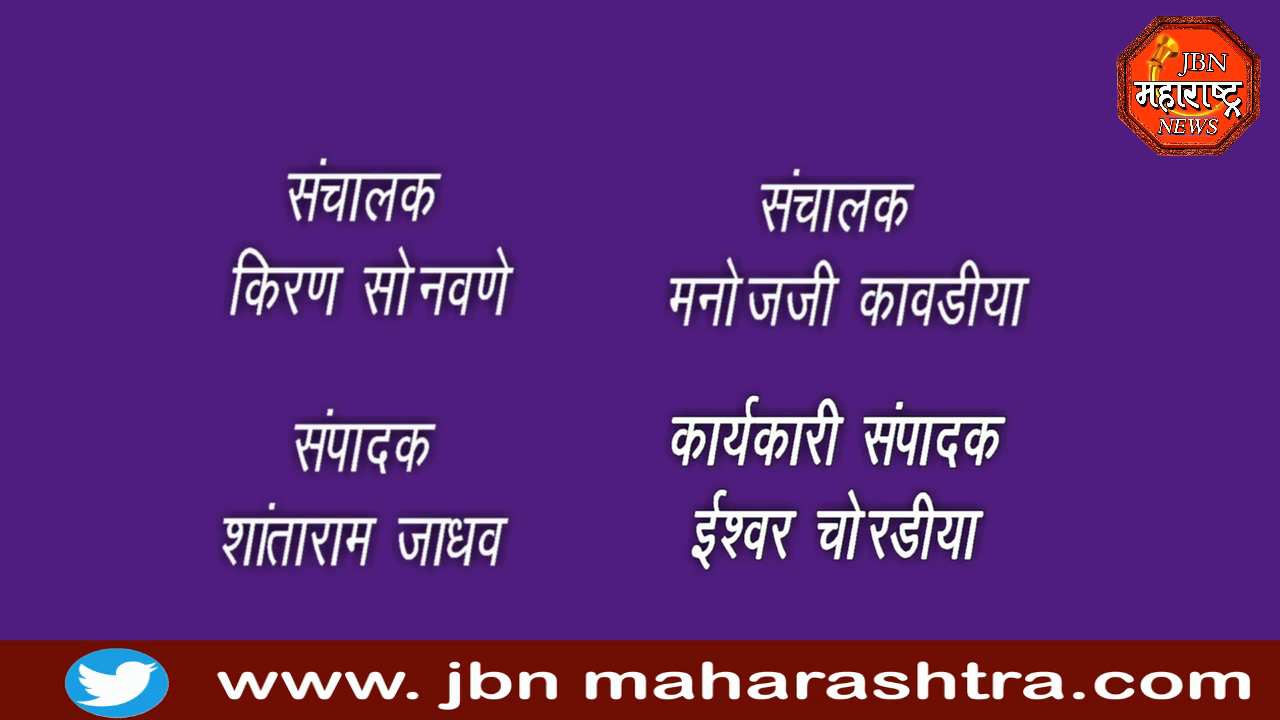 JBN
महाराष्ट्र
NEWS
संचालक
किरण सोनवणे
संचालक
मनोजजी कावडीया
संपादक
शांताराम जाधव
कार्यकारी संपादक
ईश्वर चोरडीया
www. jbn maharashtra.com